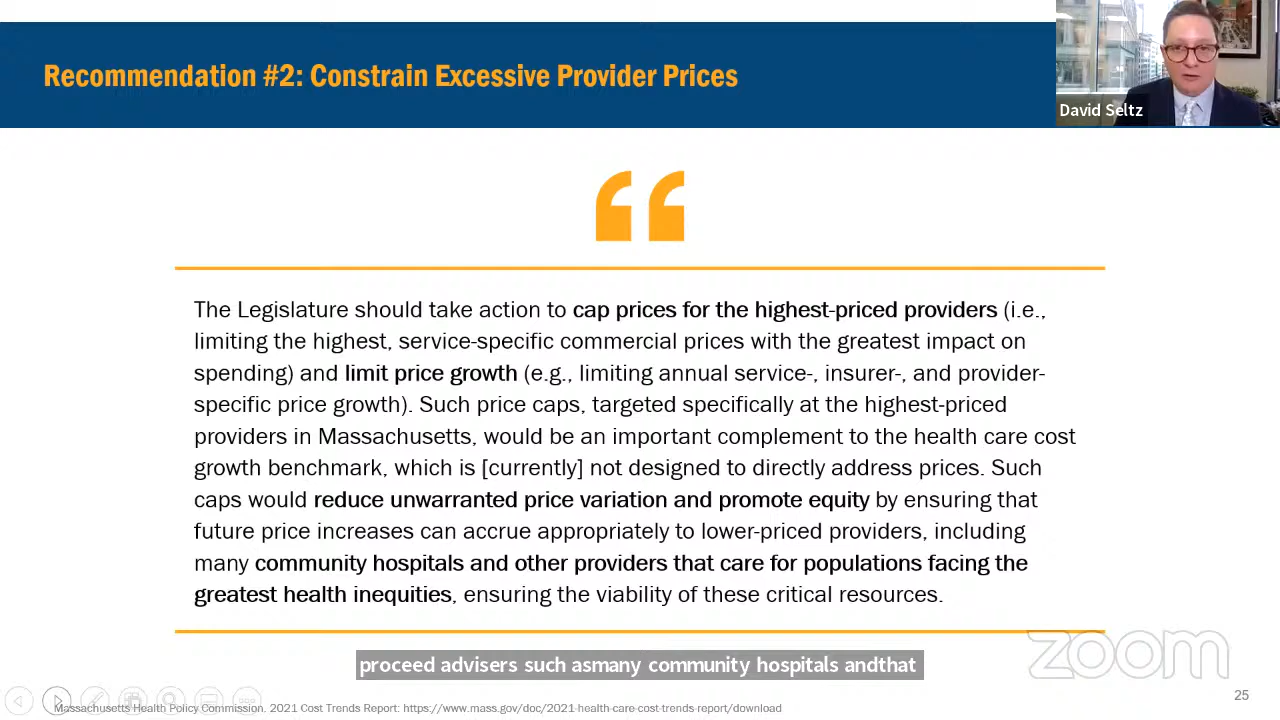 Recommendation #2: Constrain Excessive Provider Prices
David Seltz
The Legislature should take action to cap prices for the highest-priced providers (i.e.,
limiting the highest, service-specific commercial prices with the greatest impact on
spending) and limit price growth (e.g., limiting annual service-, insurer-, and provider-
specific price growth). Such price caps, targeted specifically at the highest-priced
providers in Massachusetts, would be an important complement to the health care cost
growth benchmark, which is [currently] not designed to directly address prices. Such
caps would reduce unwarranted price variation and promote equity by ensuring that
future price increases can accrue appropriately to lower-priced providers, including
many community hospitals and other providers that care for populations facing the
greatest health inequities, ensuring the viability of these critical resources.
zoom
proceed advisers such asmany community hospitals andthat
25
Massachusetts Health Policy Commission. 2021 Cost Trends Report: https://www.mass.gov/doc/2021-health-care-cost-trends-report/download